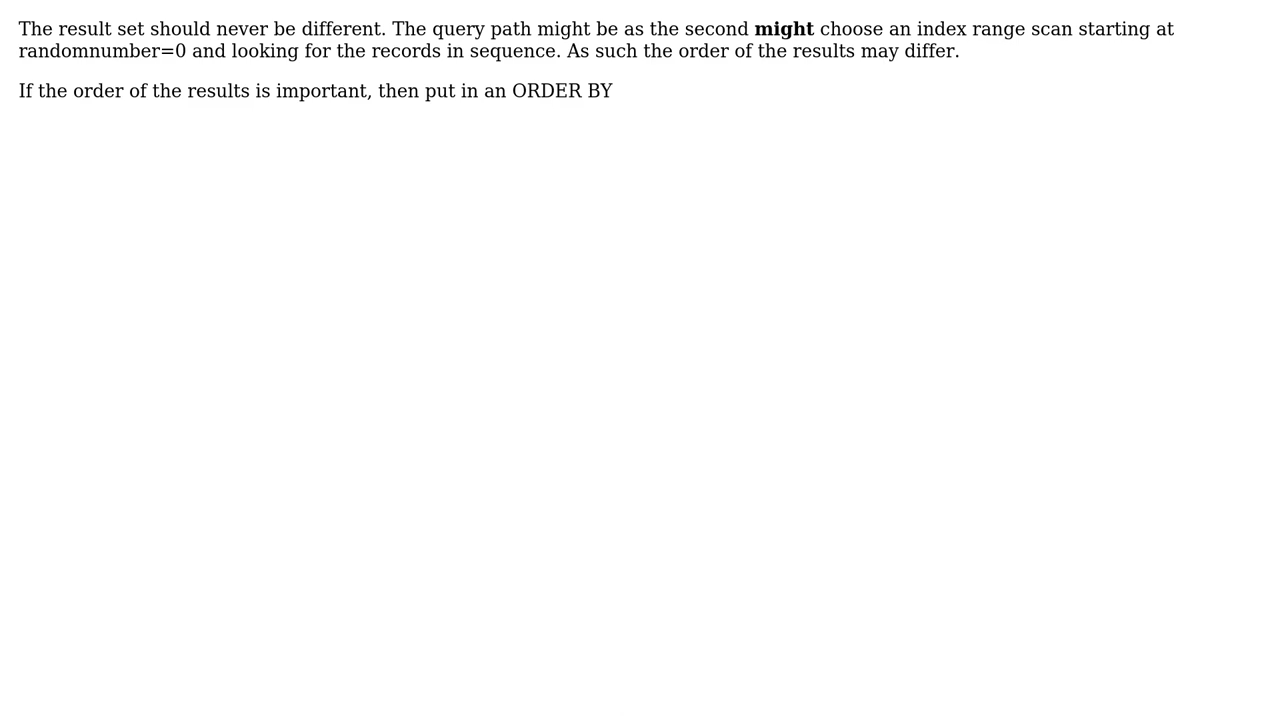 The result set should never be different. The query path might be as the second might choose an index range scan starting at
randomnumber=0 and looking for the records in sequence. As such the order of the results may differ.
If the order of the results is important, then put in an ORDER BY